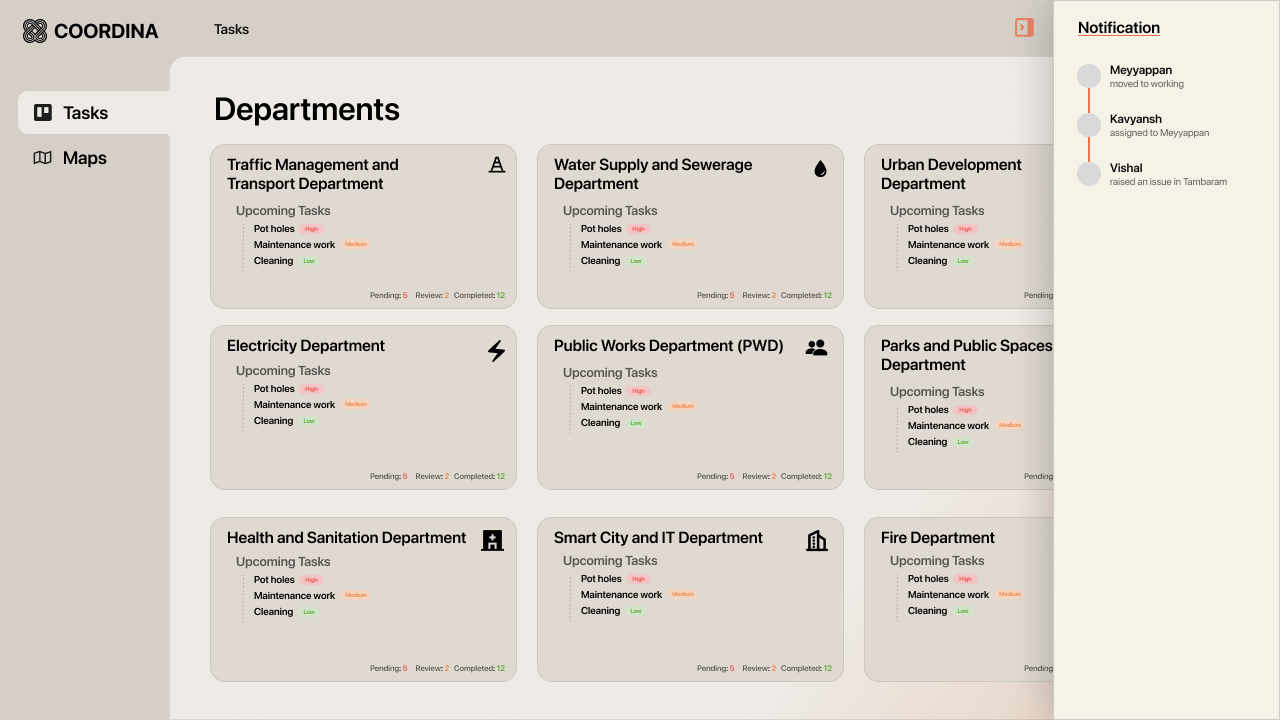 COORDINA
Tasks
Maps
Tasks
Departments
Traffic Management and
Transport Department
Upcoming Tasks
Pot holes High
Maintenance work Medium
Cleaning Low
Pending: 5 Review: 2 Completed: 12
Water Supply and Sewerage
Department
Upcoming Tasks
Pot holes High
Maintenance work Medium
Cleaning Low
Pending: 5 Review: 2 Completed: 12
Urban Development
Department
Upcoming Tasks
Pot holes High
Maintenance work Medium
Cleaning Low
Pending
Electricity Department
Upcoming Tasks
Pot holes High
Maintenance work Medium
Cleaning Low
Pending: 5 Review: 2 Completed: 12
Public Works Department (PWD)
Upcoming Tasks
Pot holes High
Maintenance work Medium
Cleaning Low
Pending: 5 Review: 2 Completed: 12
Parks and Public Spaces
Department
Upcoming Tasks
Pot holes High
Maintenance work Medium
Cleaning Low
Pending
Health and Sanitation Department
Upcoming Tasks
Pot holes High
Maintenance work Medium
Cleaning Low
Pending: 5 Review: 2 Completed: 12
Smart City and IT Department
Upcoming Tasks
Pot holes High
Maintenance work Medium
Cleaning Low
Pending: 5 Review: 2 Completed: 12
Fire Department
Upcoming Tasks
Pot holes High
Maintenance work Medium
Cleaning Low
Pending
Notification
Meyyappan
moved to working
Kavyansh
assigned to Meyyappan
Vishal
raised an issue in Tambaram